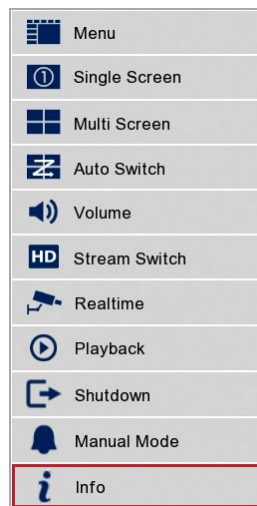 Menu
Single Screen
Multi Screen
Auto Switch
Volume
HD Stream Switch
Realtime
Playback
Shutdown
Manual Mode
Info